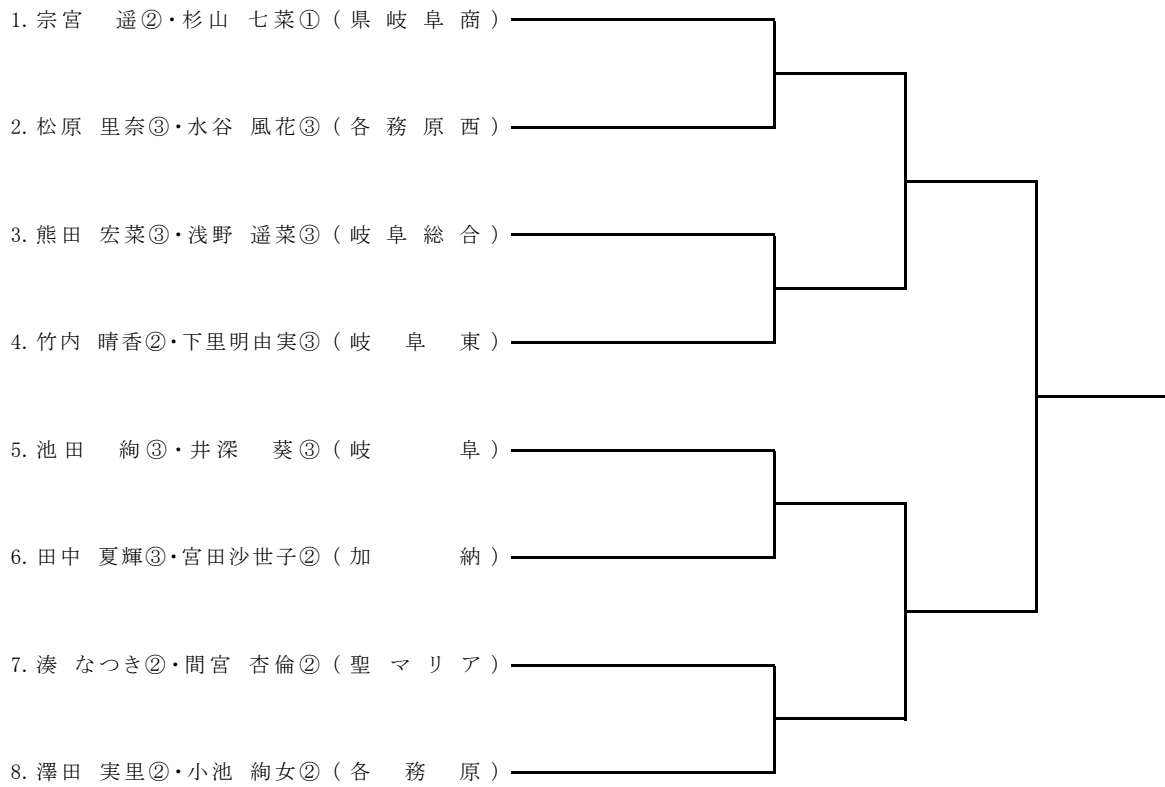 1. 宗宮 遥②・杉山 七菜① ( 県 岐 阜 商 )
2. 松原 里奈③・水谷 風花③ ( 各 務 原 西 )
3. 熊田 宏菜③・浅野 遥菜③ ( 岐 阜 総 合 )
4. 竹内 晴香②・下里明由実③ ( 岐 阜 東 )
5. 池田 絢③・井深 葵③ ( 岐 阜 )
6. 田中 夏輝③・宮田沙世子② ( 加 納 )
7. 湊 なつき②・間宮 杏倫② ( 聖 マ リ ア )
8. 澤田 実里②・小池 絢女② ( 各 務 原 )